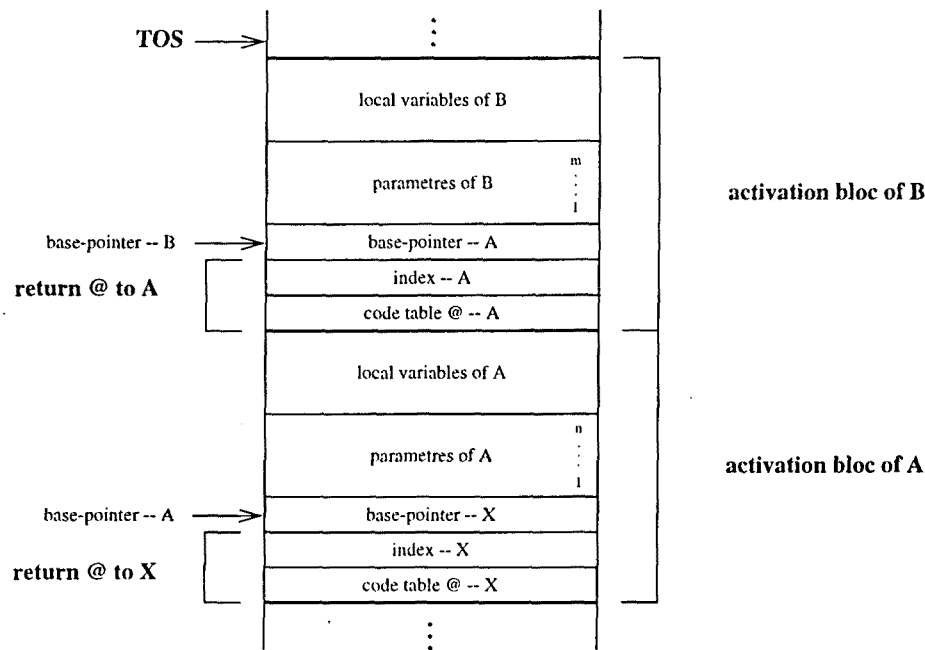 TOS
local variables of B
m
parametres of B
1
activation bloc of B
base-pointer -- B
base-pointer -- A
return @ to A
index -- A
code table @ -- A
local variables of A
n
parametres of A
1
activation bloc of A
base-pointer -- A
base-pointer -- X
return @ to X
index -- X
code table @ -- X